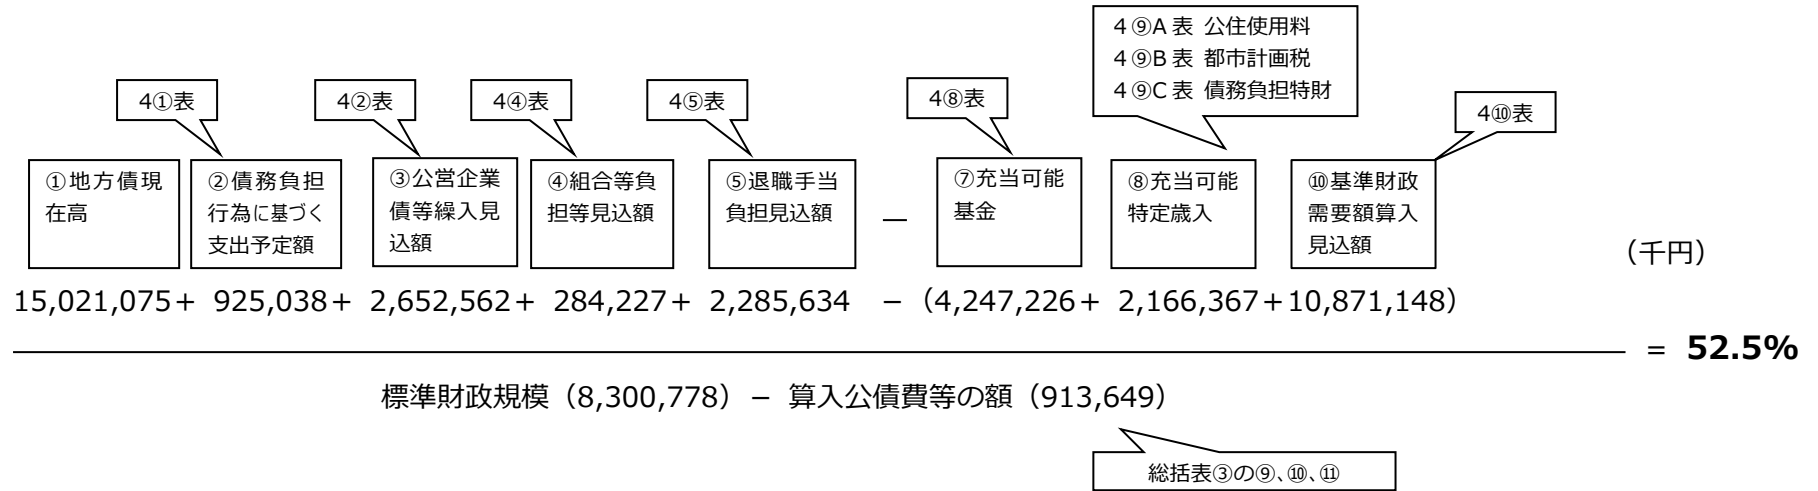 4⑨A表 公住使用料
4⑨B表 都市計画税
4⑨C表 債務負担特財
4①表
4②表
4④表
4⑤表
4⑧表
4⑩表
①地方債現
在高
②債務負担
行為に基づく
支出予定額
③公営企業
債等繰入見
込額
④組合等負
担等見込額
⑤退職手当
負担見込額
－
⑦充当可能
基金
⑧充当可能
特定歳入
⑩基準財政
需要額算入
見込額
（千円）
15,021,075＋ 925,038＋ 2,652,562＋ 284,227＋ 2,285,634 －（4,247,226＋ 2,166,367＋10,871,148）
＝ 52.5%
標準財政規模（8,300,778）－ 算入公債費等の額（913,649）
総括表③の⑨、⑩、⑪